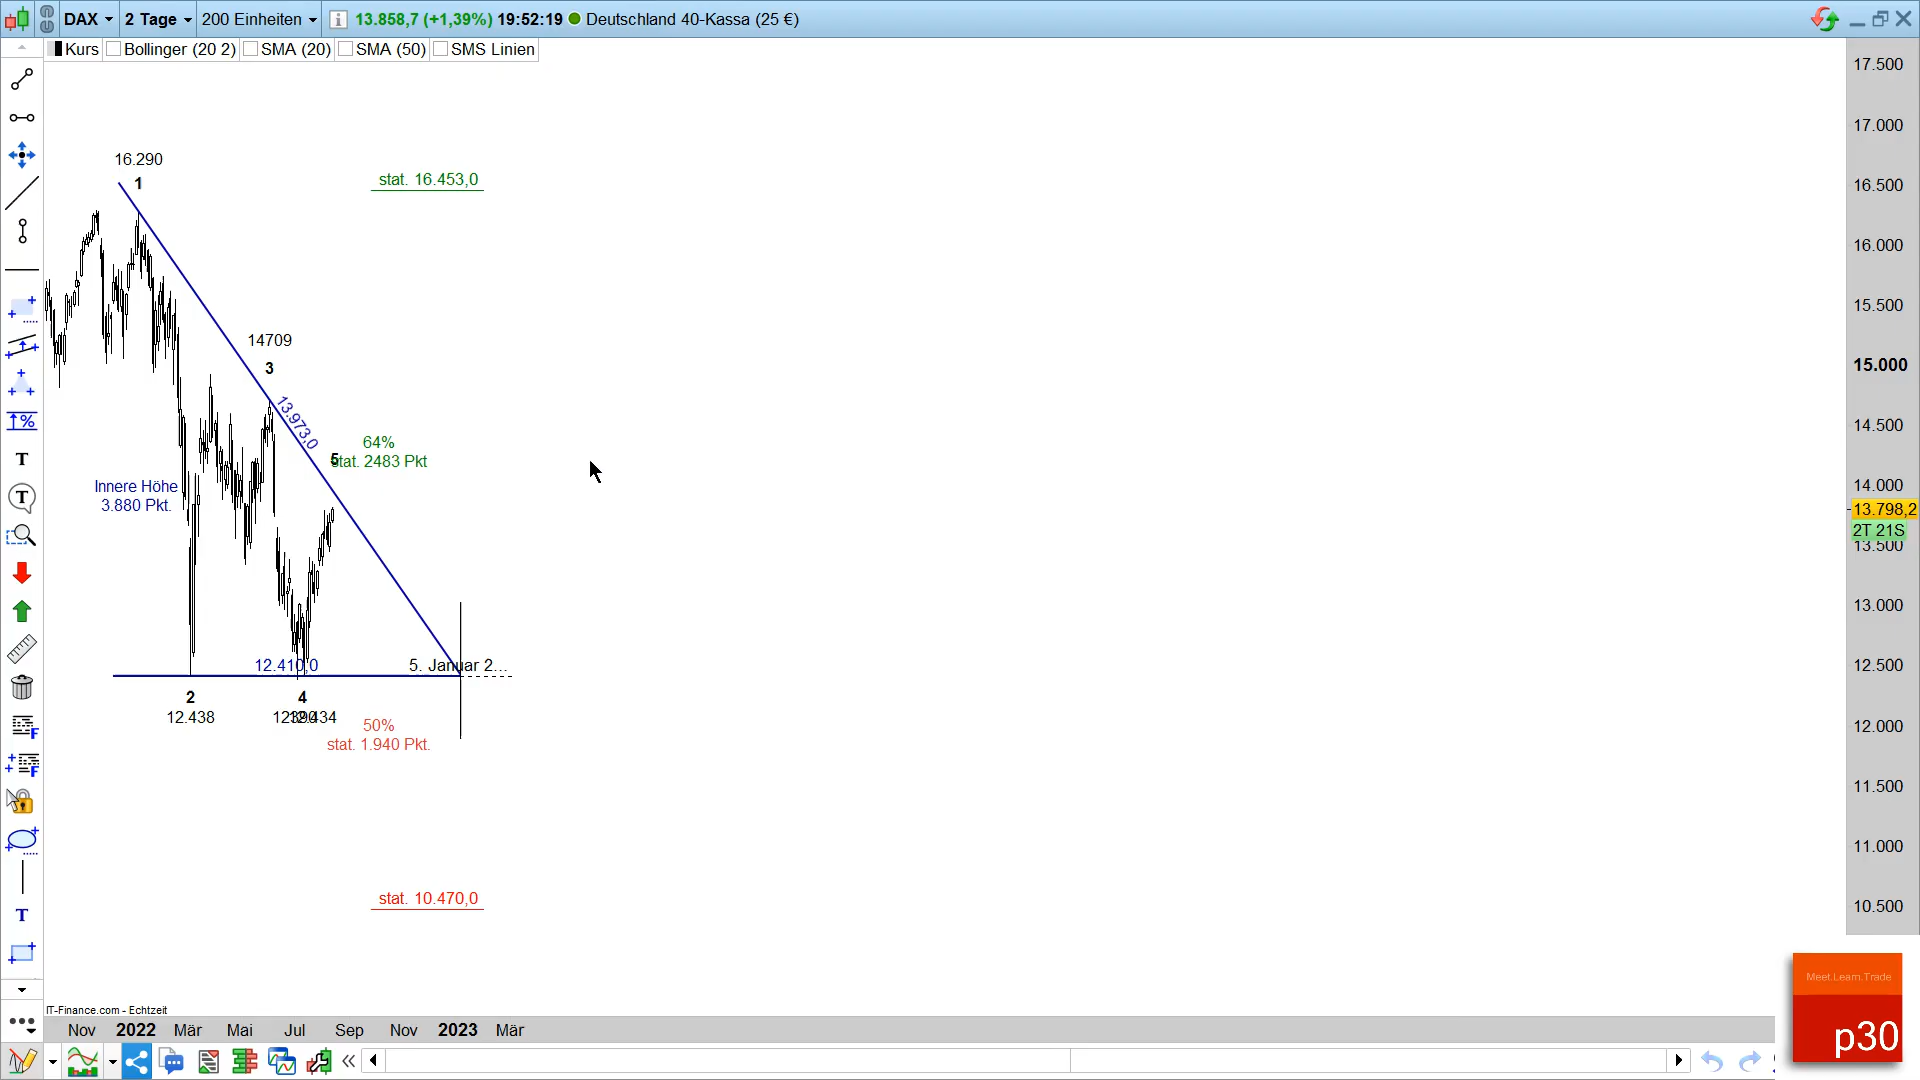 DAX 2 Tage 200 Einheiten 13.858,7 (+1,39%) 19:52:19 Deutschland 40-Kassa (25 €)
Kurs Bollinger (20 2) SMA (20) SMA (50) SMS Linien
17.500
17.000
16.290
1
stat. 16.453,0
16.500
16.000
15.500
14709
3
15.000
13.973,0
64%
5
stat. 2483 Pkt
14.500
Innere Höhe
3.880 Pkt.
14.000
13.798,2
2T 21S
13.500
13.000
12.410,0
5. Januar 2...
12.500
2
4
12.438
12.434
50%
stat. 1.940 Pkt.
12.000
11.500
11.000
stat. 10.470,0
10.500
T
T
%
F
F
T
IT-Finance.com - Echtzeit
Nov 2022 Mär Mai Jul Sep Nov 2023 Mär
Meet.Learn.Trade
p30